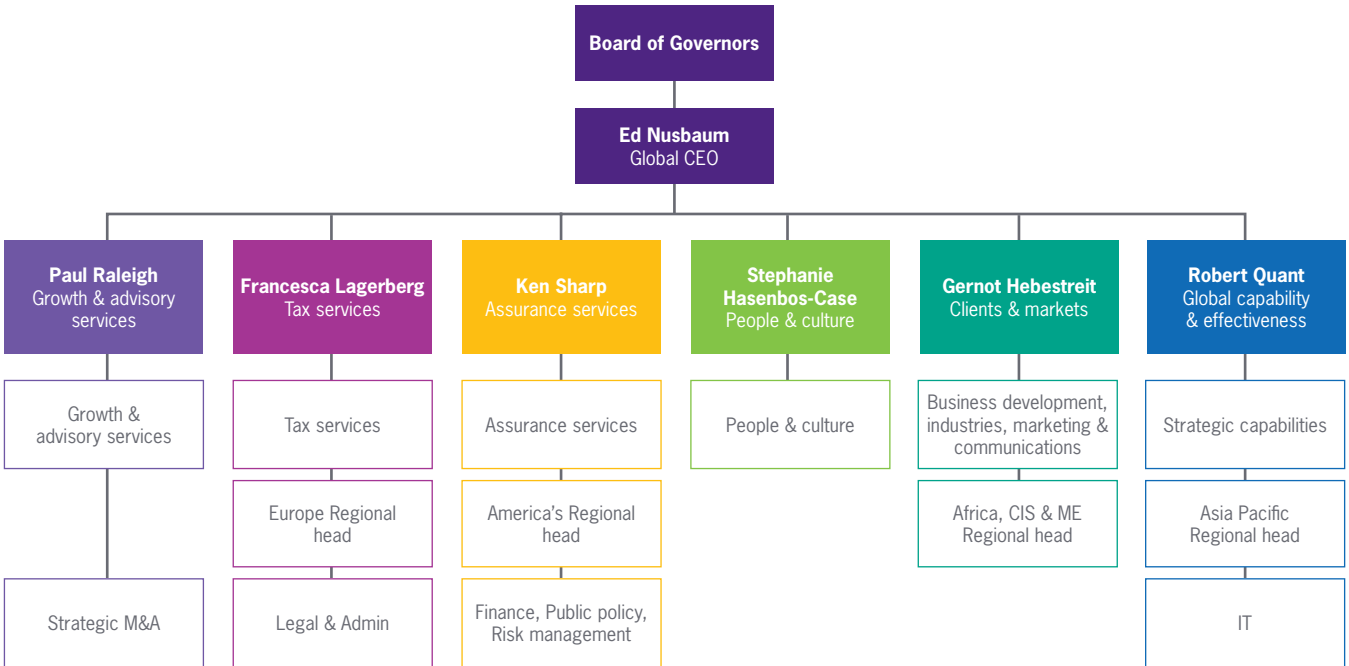 Board of Governors
Ed Nusbaum
Global CEO
Paul Raleigh
Growth & advisory
services
Francesca Lagerberg
Tax services
Ken Sharp
Assurance services
Stephanie
Hasenbos-Case
People & culture
Gernot Hebestreit
Clients & markets
Robert Quant
Global capability
& effectiveness
Growth &
advisory services
Tax services
Assurance services
People & culture
Business development,
industries, marketing &
communications
Strategic capabilities
Europe Regional
head
America's Regional
head
Africa, CIS & ME
Regional head
Asia Pacific
Regional head
Strategic M&A
Legal & Admin
Finance, Public policy,
Risk management
IT